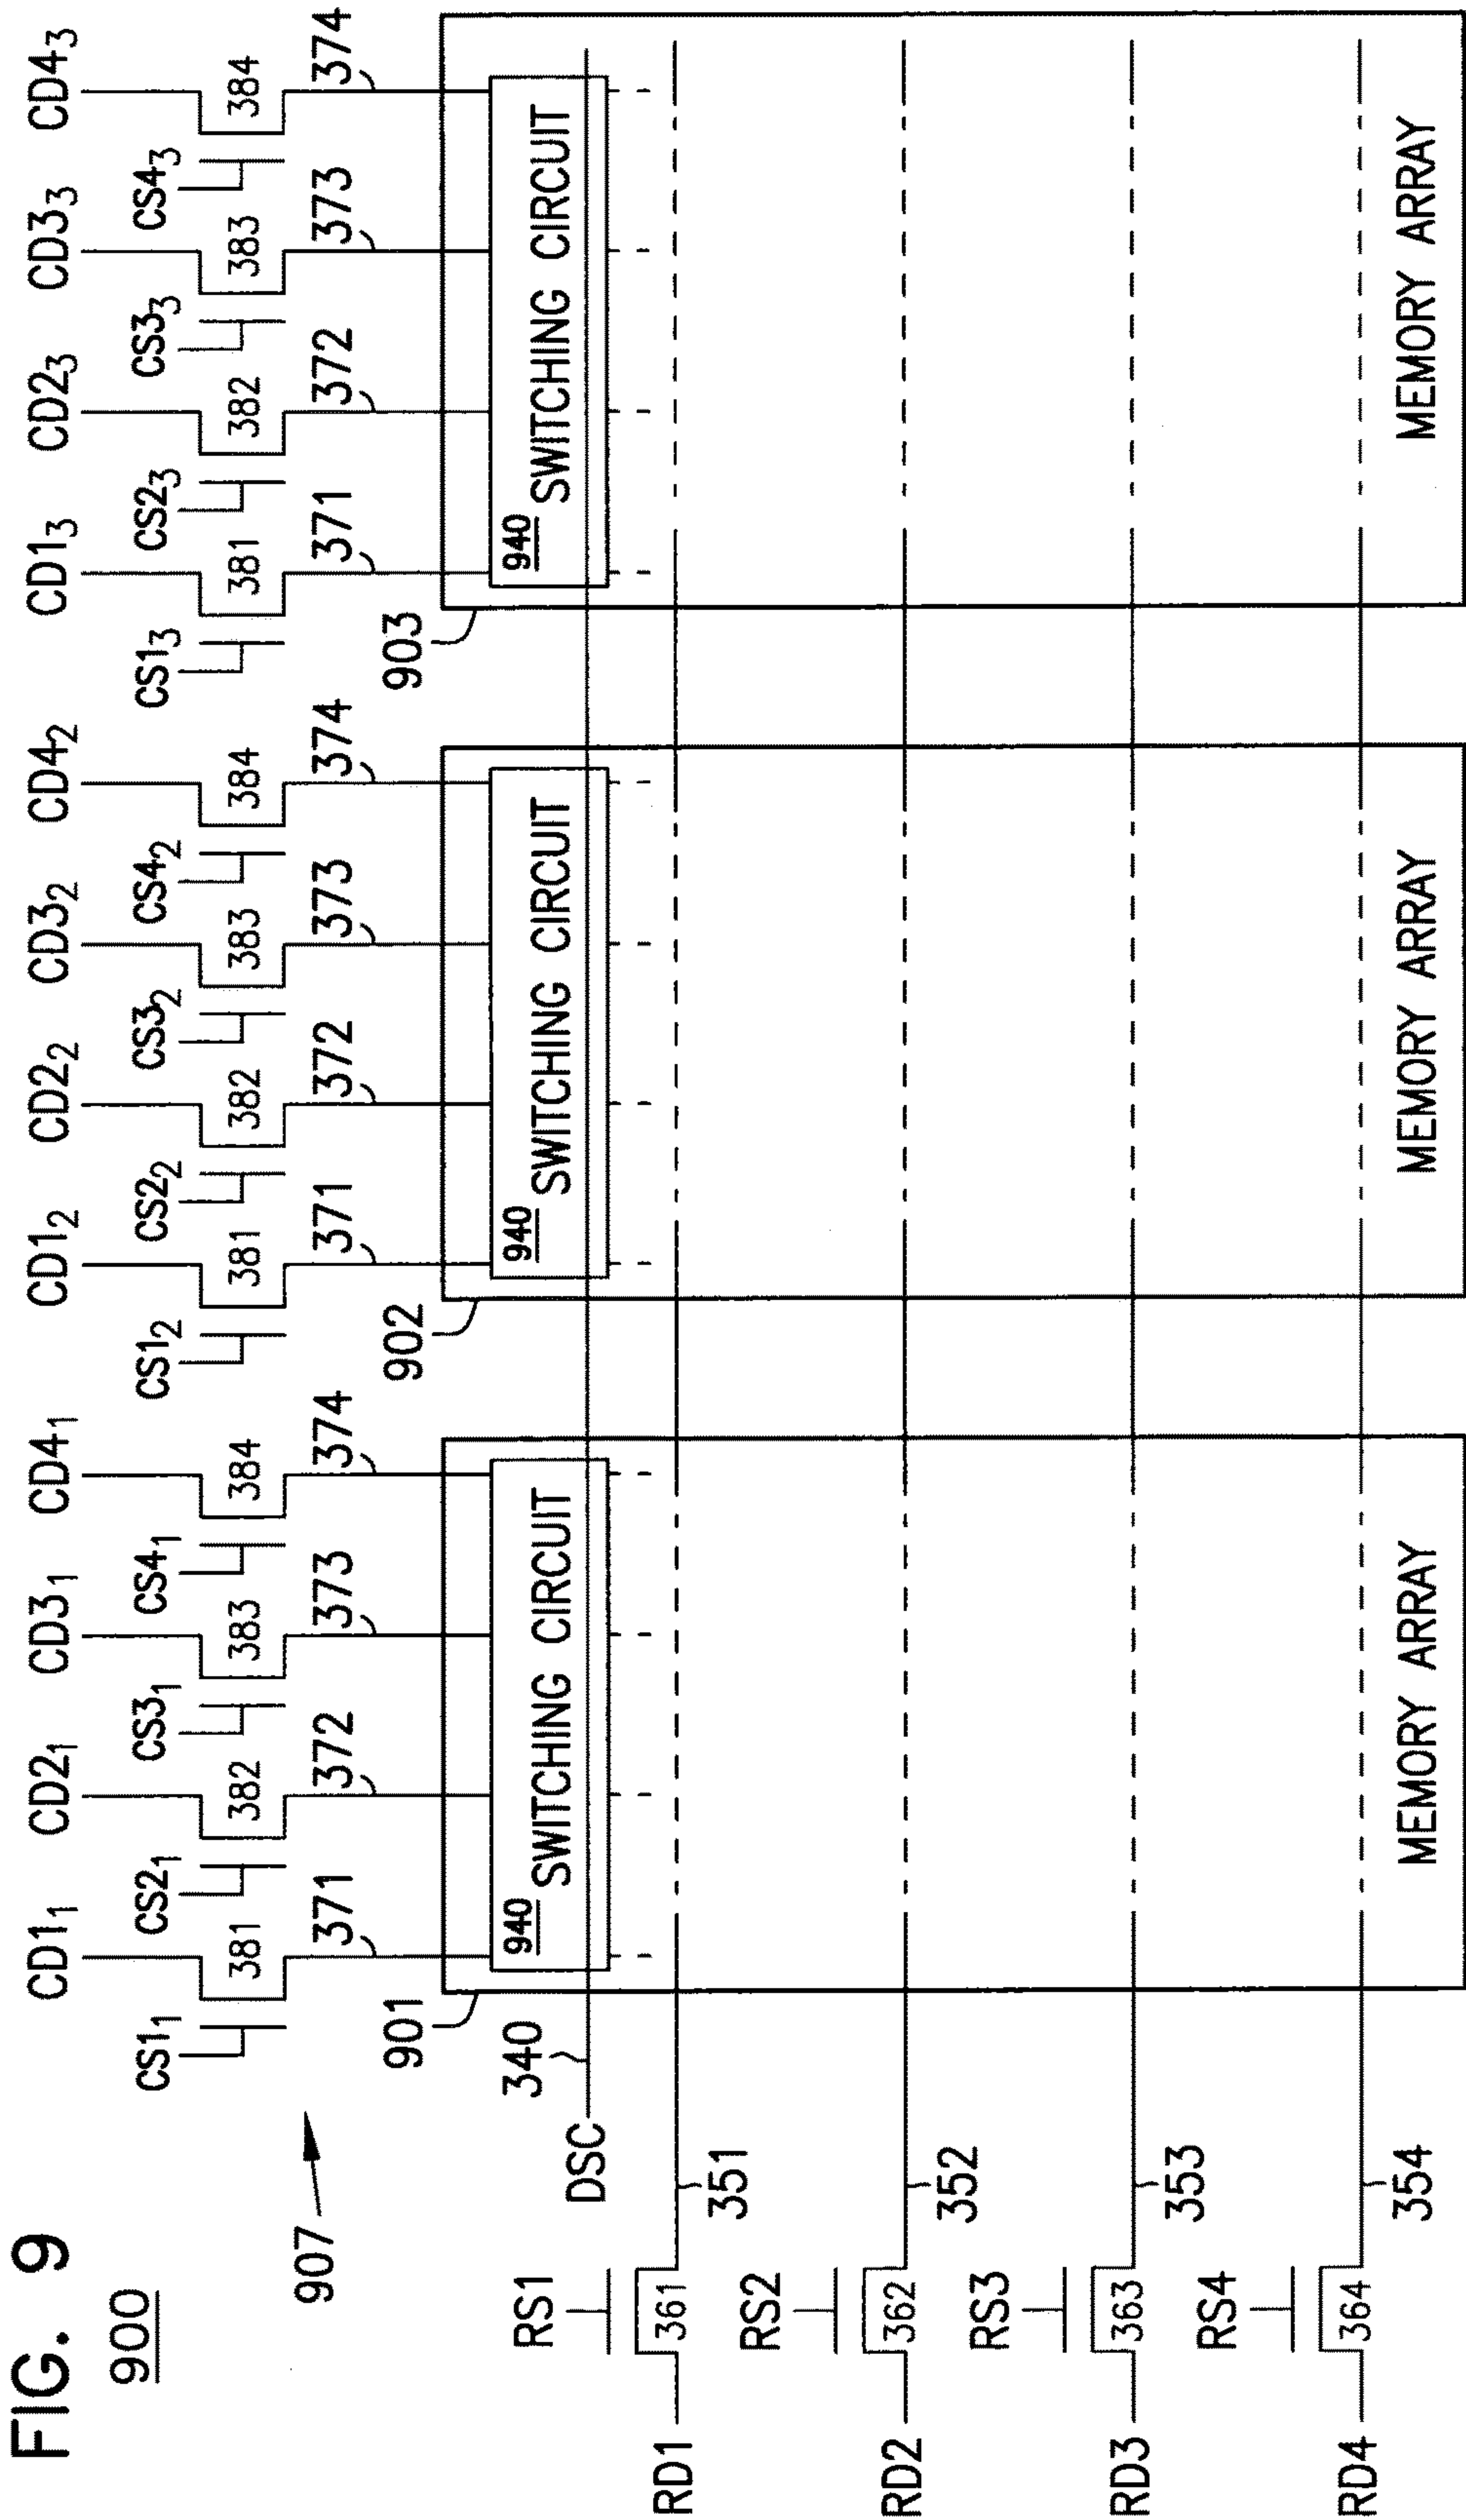 FIG. 9
900
907
CD1₁ CD2₁ CD3₁ CD4₁ CD1₂ CD2₂ CD3₂ CD4₂ CD1₃ CD2₃ CD3₃ CD4₃
CS1₁ CS2₁ CS3₁ CS4₁ CS1₂ CS2₂ CS3₂ CS4₂ CS1₃ CS2₃ CS3₃ CS4₃
381 382 383 384 381 382 383 384 381 382 383 384
371 372 373 374 371 372 373 374 371 372 373 374
901 902 903
340
DSC
940 940 940
SWITCHING CIRCUIT SWITCHING CIRCUIT SWITCHING CIRCUIT
RS1
RD1 361 351
RS2
RD2 362 352
RS3
RD3 363 353
RS4
RD4 364 354
MEMORY ARRAY MEMORY ARRAY MEMORY ARRAY